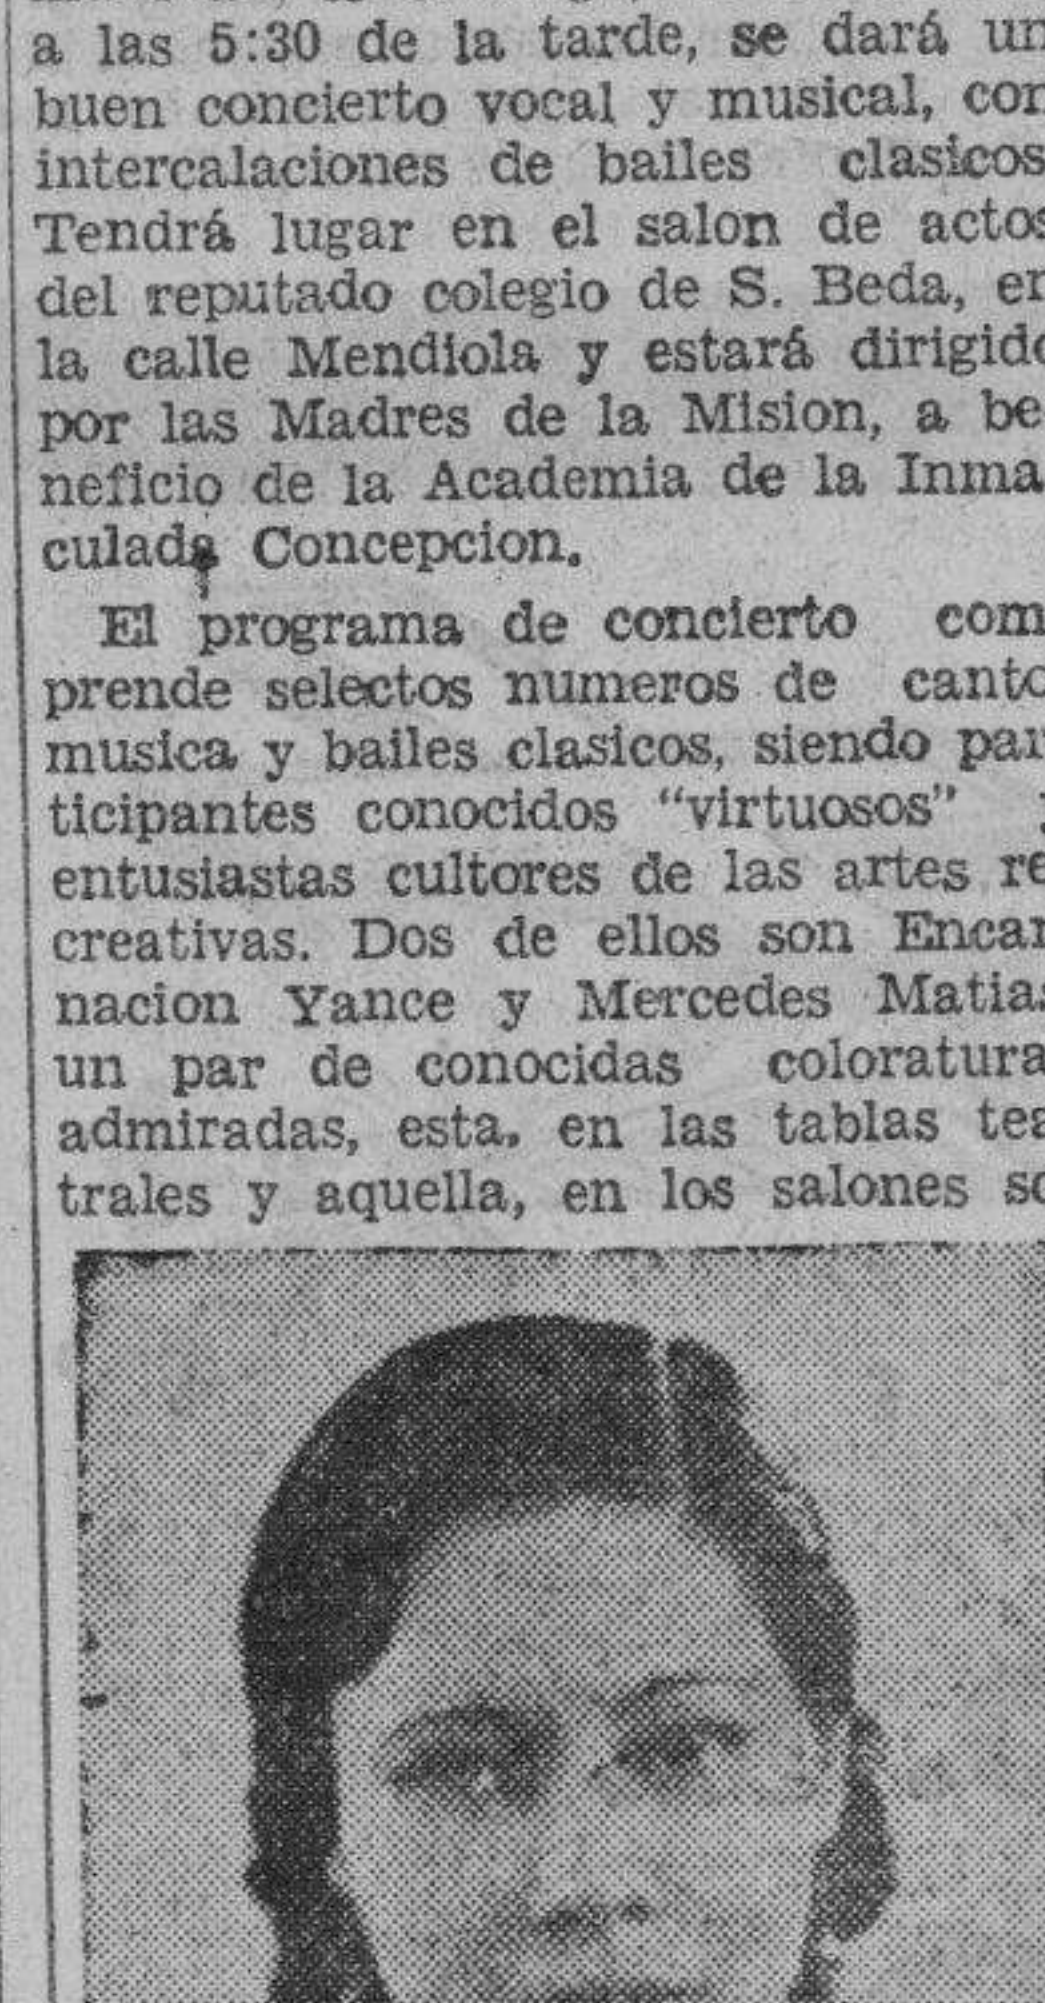 a las 5:30 de la tarde, se dará un
buen concierto vocal y musical, con
intercalaciones de bailes clasicos
Tendrá lugar en el salon de actos
del reputado colegio de S. Beda, en
la calle Mendiola y estará dirigido
por las Madres de la Mision, a be
neficio de la Academia de la Inma
culada Concepcion.
El programa de concierto com
prende selectos numeros de canto
musica y bailes clasicos, siendo par
ticipantes conocidos “virtuosos”
entusiastas cultores de las artes re
creativas. Dos de ellos son Encar
nacion Yance y Mercedes Matias
un par de conocidas coloratura
admiradas, esta, en las tablas tea
trales y aquella, en los salones so